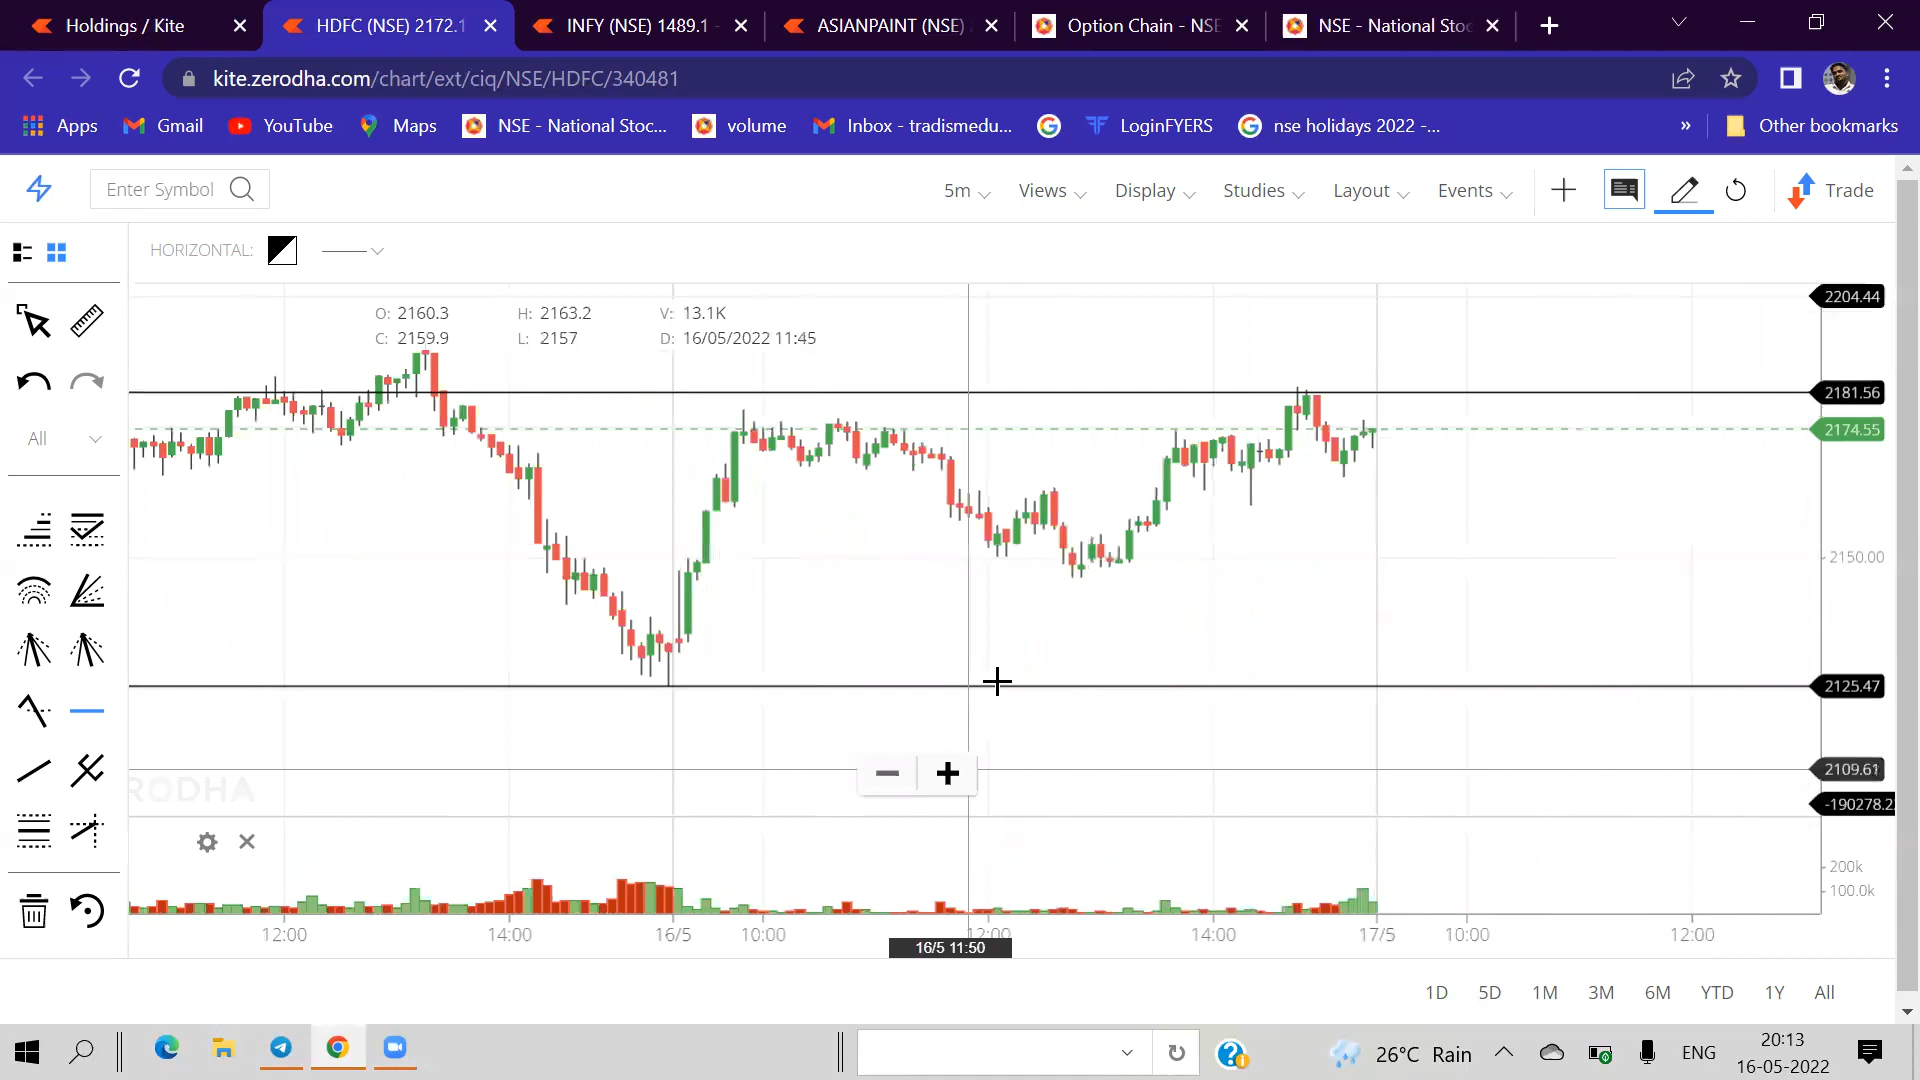 Holdings / Kite
HDFC (NSE) 2172.1
INFY (NSE) 1489.1 -
ASIANPAINT (NSE)
Option Chain - NSE
NSE - National Stoc
kite.zerodha.com/chart/ext/ciq/NSE/HDFC/340481
Apps
Gmail
YouTube
Maps
NSE - National Stoc...
volume
Inbox - tradismedu...
LoginFYERS
nse holidays 2022 -...
»
Other bookmarks
Enter Symbol
5m
Views
Display
Studies
Layout
Events
Trade
HORIZONTAL:
O: 2160.3 H: 2163.2 V: 13.1K
C: 2159.9 L: 2157 D: 16/05/2022 11:45
2204.44
2181.56
2174.55
All
2150.00
2125.47
2109.61
RODHA
200k
100.0k
12:00 14:00 16/5 10:00 12:00 14:00 17/5 10:00 12:00
16/5 11:50
1D 5D 1M 3M 6M YTD 1Y All
26°C Rain
ENG
20:13
16-05-2022